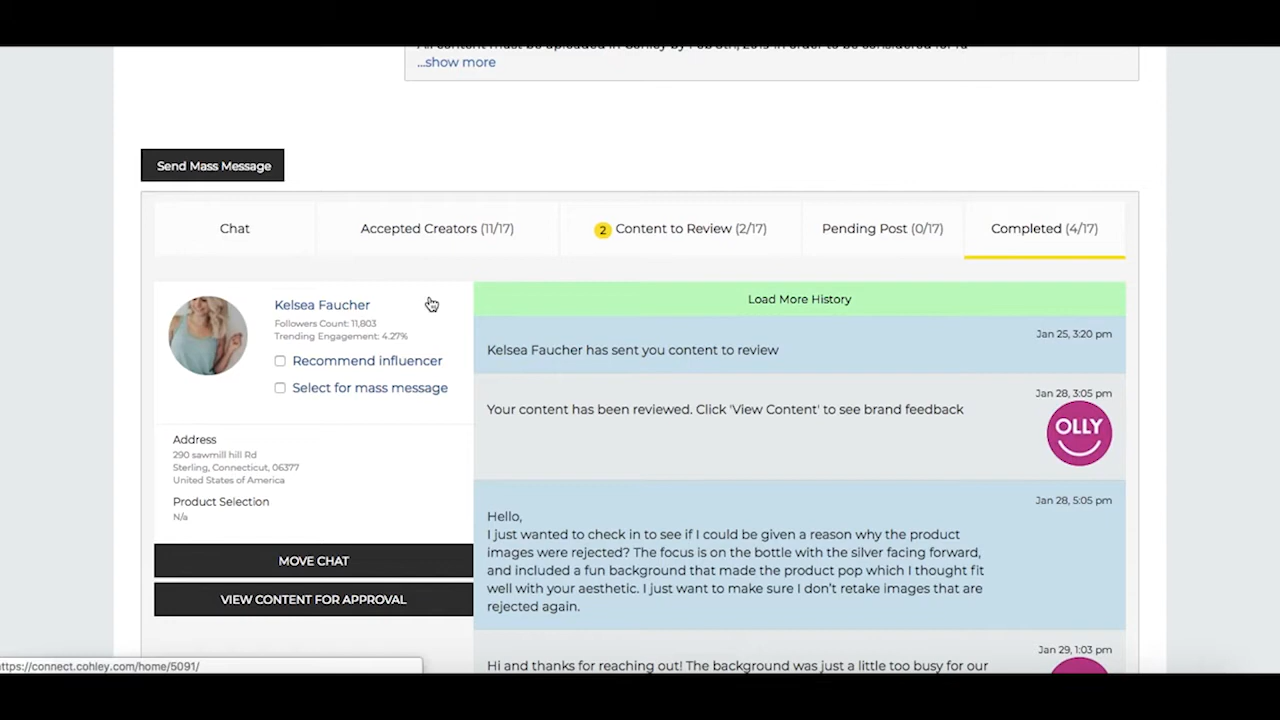 ...show more
Send Mass Message
Chat
Accepted Creators (11/17)
2 Content to Review (2/17)
Pending Post (0/17)
Completed (4/17)
Kelsea Faucher
Followers Count: 11,803
Trending Engagement: 4.27%
Recommend influencer
Select for mass message
Address
290 sawmill hill Rd
Sterling, Connecticut, 06377
United States of America
Product Selection
N/a
MOVE CHAT
VIEW CONTENT FOR APPROVAL
Load More History
Jan 25, 3:20 pm
Kelsea Faucher has sent you content to review
Jan 28, 3:05 pm
Your content has been reviewed. Click 'View Content' to see brand feedback
OLLY
Jan 28, 5:05 pm
Hello,
I just wanted to check in to see if I could be given a reason why the product
images were rejected? The focus is on the bottle with the silver facing forward,
and included a fun background that made the product pop which I thought fit
well with your aesthetic. I just want to make sure I don't retake images that are
rejected again.
Jan 29, 1:03 pm
Hi and thanks for reaching out! The background was just a little too busy for our
ttps://connect.cohley.com/home/5091/